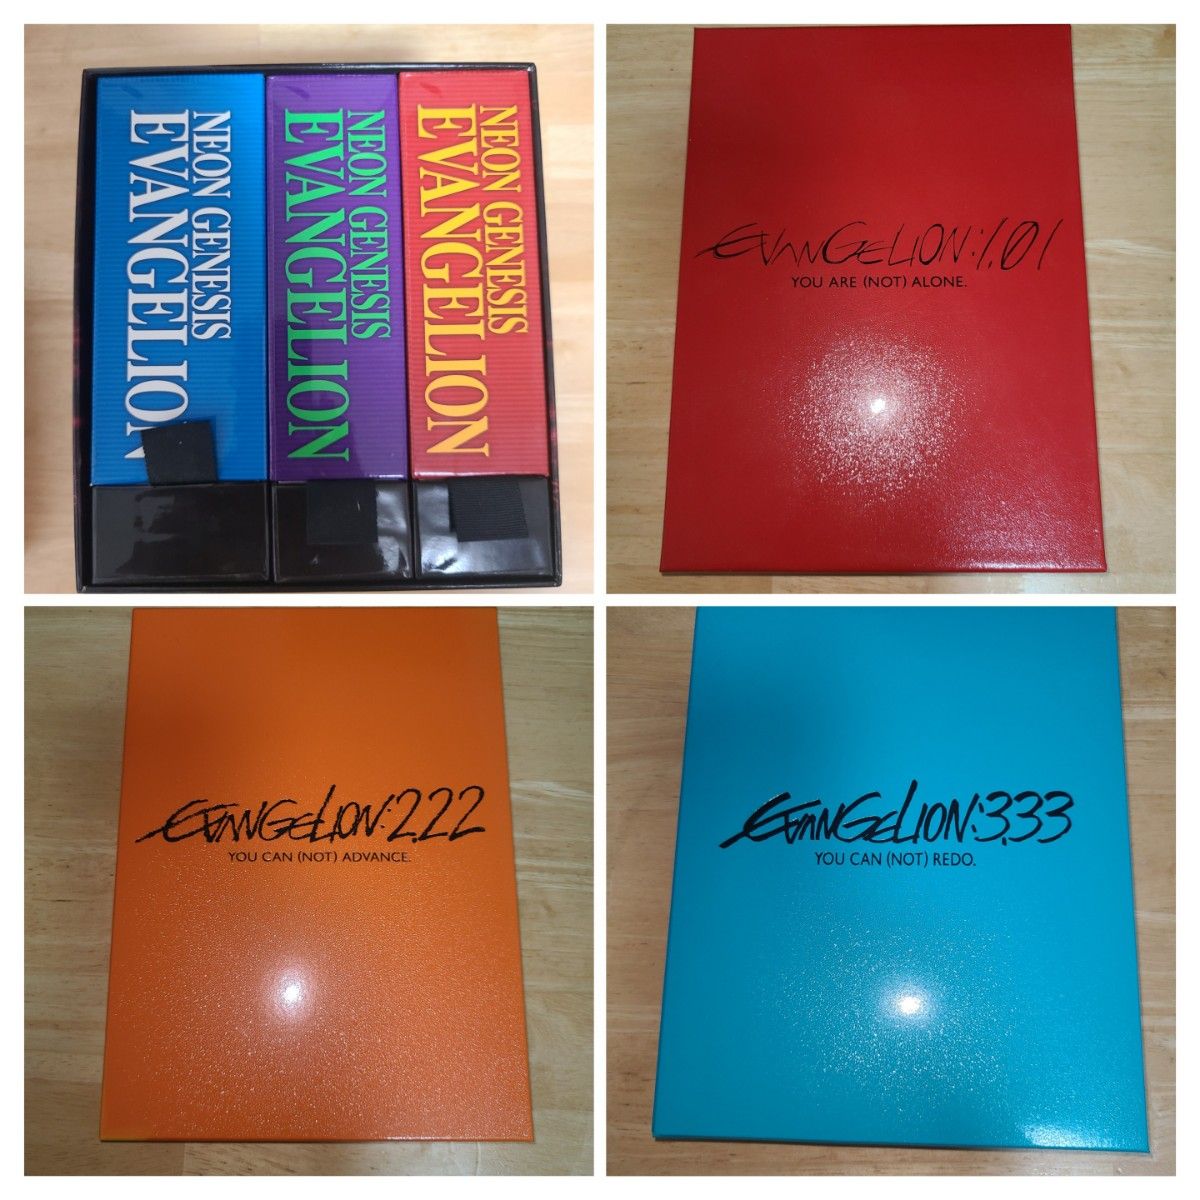 NEON GENESIS
EVANGELION
NEON GENESIS
EVANGELION
NEON GENESIS
EVANGELION
EVANGELION:1.01
YOU ARE (NOT) ALONE.
EVANGELION:2.22
YOU CAN (NOT) ADVANCE.
EVANGELION:3.33
YOU CAN (NOT) REDO.